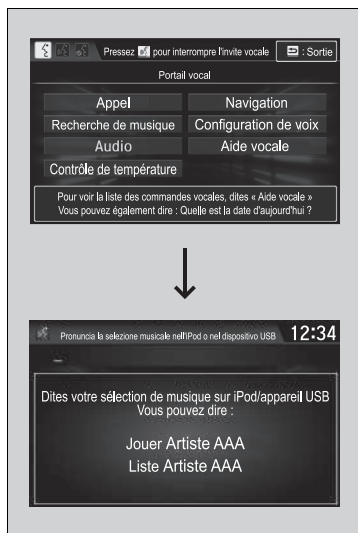 Pressez pour interrompre l'invite vocale
: Sortie
Portail vocal
Appel
Navigation
Recherche de musique
Configuration de voix
Audio
Aide vocale
Contrôle de température
Pour voir la liste des commandes vocales, dites « Aide vocale »
Vous pouvez également dire : Quelle est la date d'aujourd'hui ?
Pronuncia la selezione musicale nell'iPod o nel dispositivo USB
12:34
Dites votre sélection de musique sur iPod/appareil USB
Vous pouvez dire :
Jouer Artiste AAA
Liste Artiste AAA